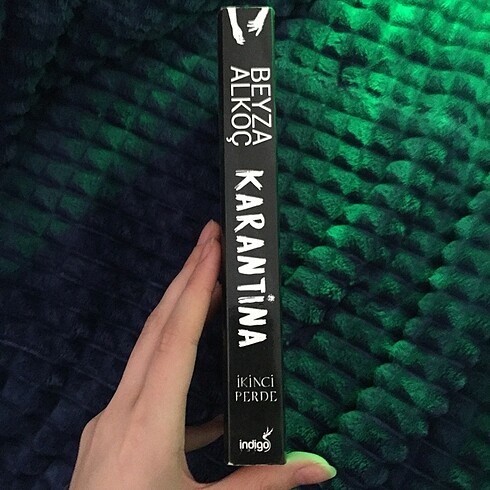 BEYZA
ALKOÇ
KARANTİNA
İKİNCİ
PERDE
indigo